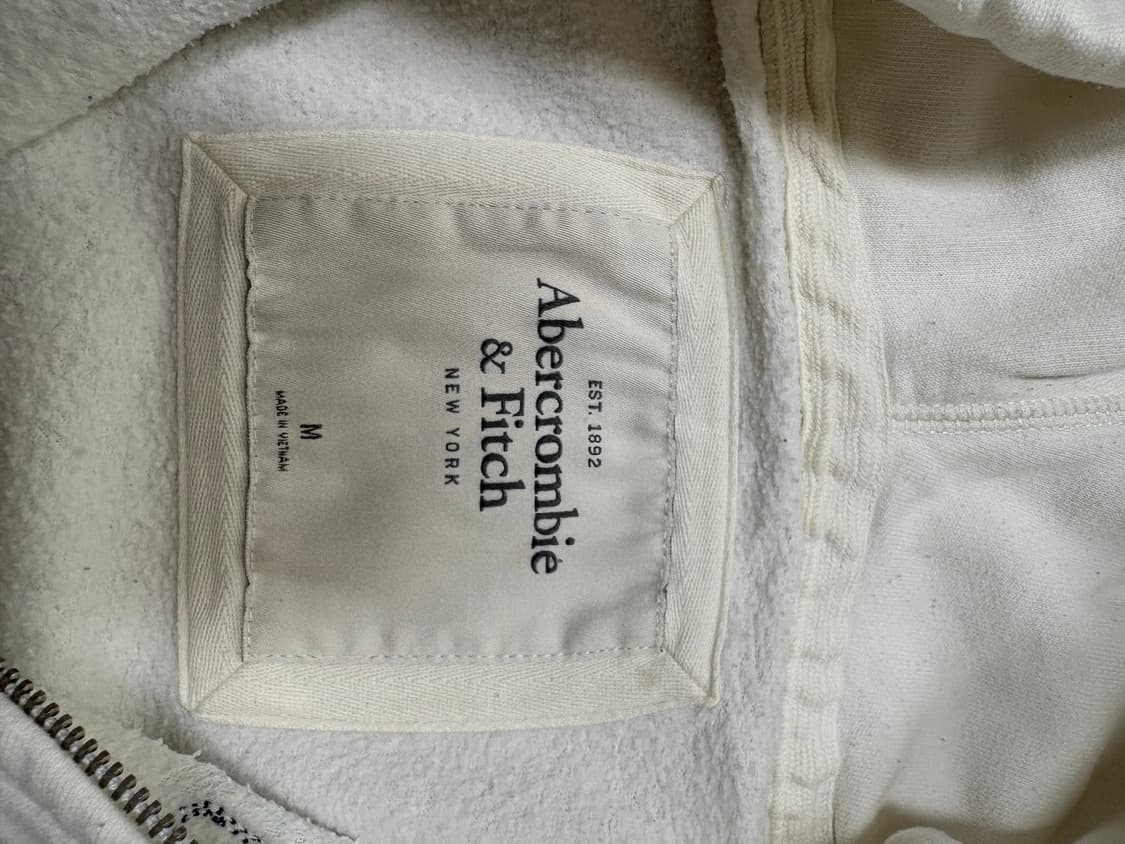 EST. 1892
Abercrombie
& Fitch
NEW YORK
M
MADE IN VIETNAM